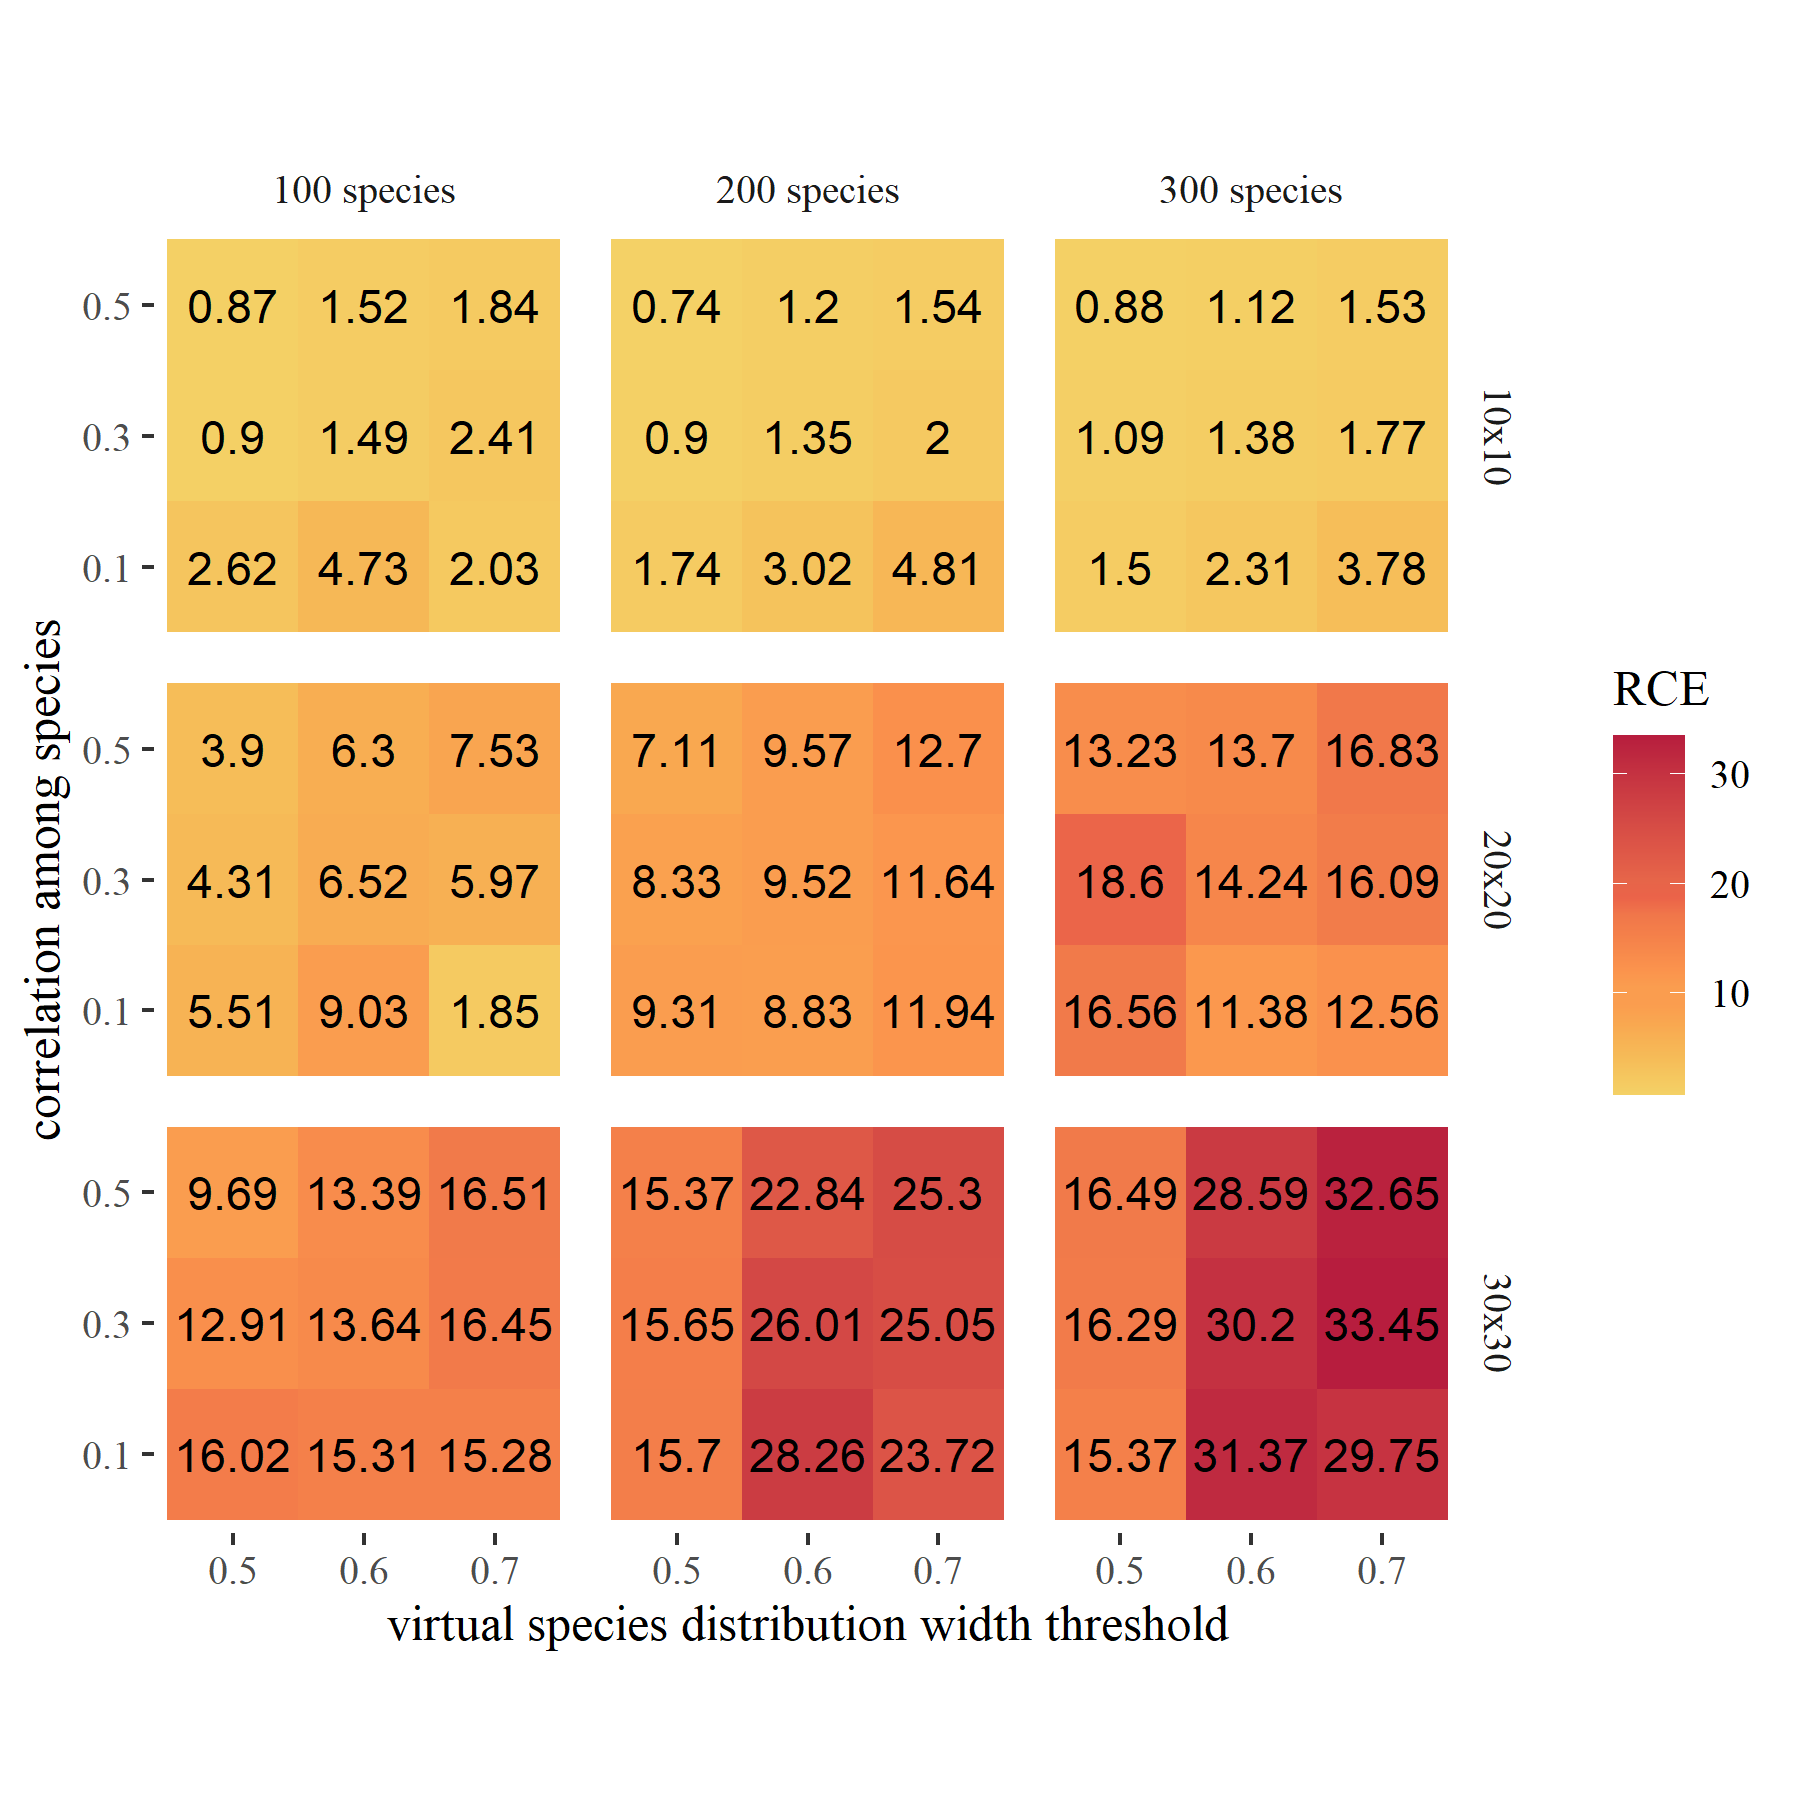 100 species 200 species 300 species
0.5 0.87 1.52 1.84 0.74 1.2 1.54 0.88 1.12 1.53
0.3 0.9 1.49 2.41 0.9 1.35 2 1.09 1.38 1.77
10x10
0.1 2.62 4.73 2.03 1.74 3.02 4.81 1.5 2.31 3.78
correlation among species
RCE
0.5 3.9 6.3 7.53 7.11 9.57 12.7 13.23 13.7 16.83
30
0.3 4.31 6.52 5.97 8.33 9.52 11.64 18.6 14.24 16.09
20x20
20
0.1 5.51 9.03 1.85 9.31 8.83 11.94 16.56 11.38 12.56
10
0.5 9.69 13.39 16.51 15.37 22.84 25.3 16.49 28.59 32.65
0.3 12.91 13.64 16.45 15.65 26.01 25.05 16.29 30.2 33.45
30x30
0.1 16.02 15.31 15.28 15.7 28.26 23.72 15.37 31.37 29.75
0.5 0.6 0.7 0.5 0.6 0.7 0.5 0.6 0.7
virtual species distribution width threshold